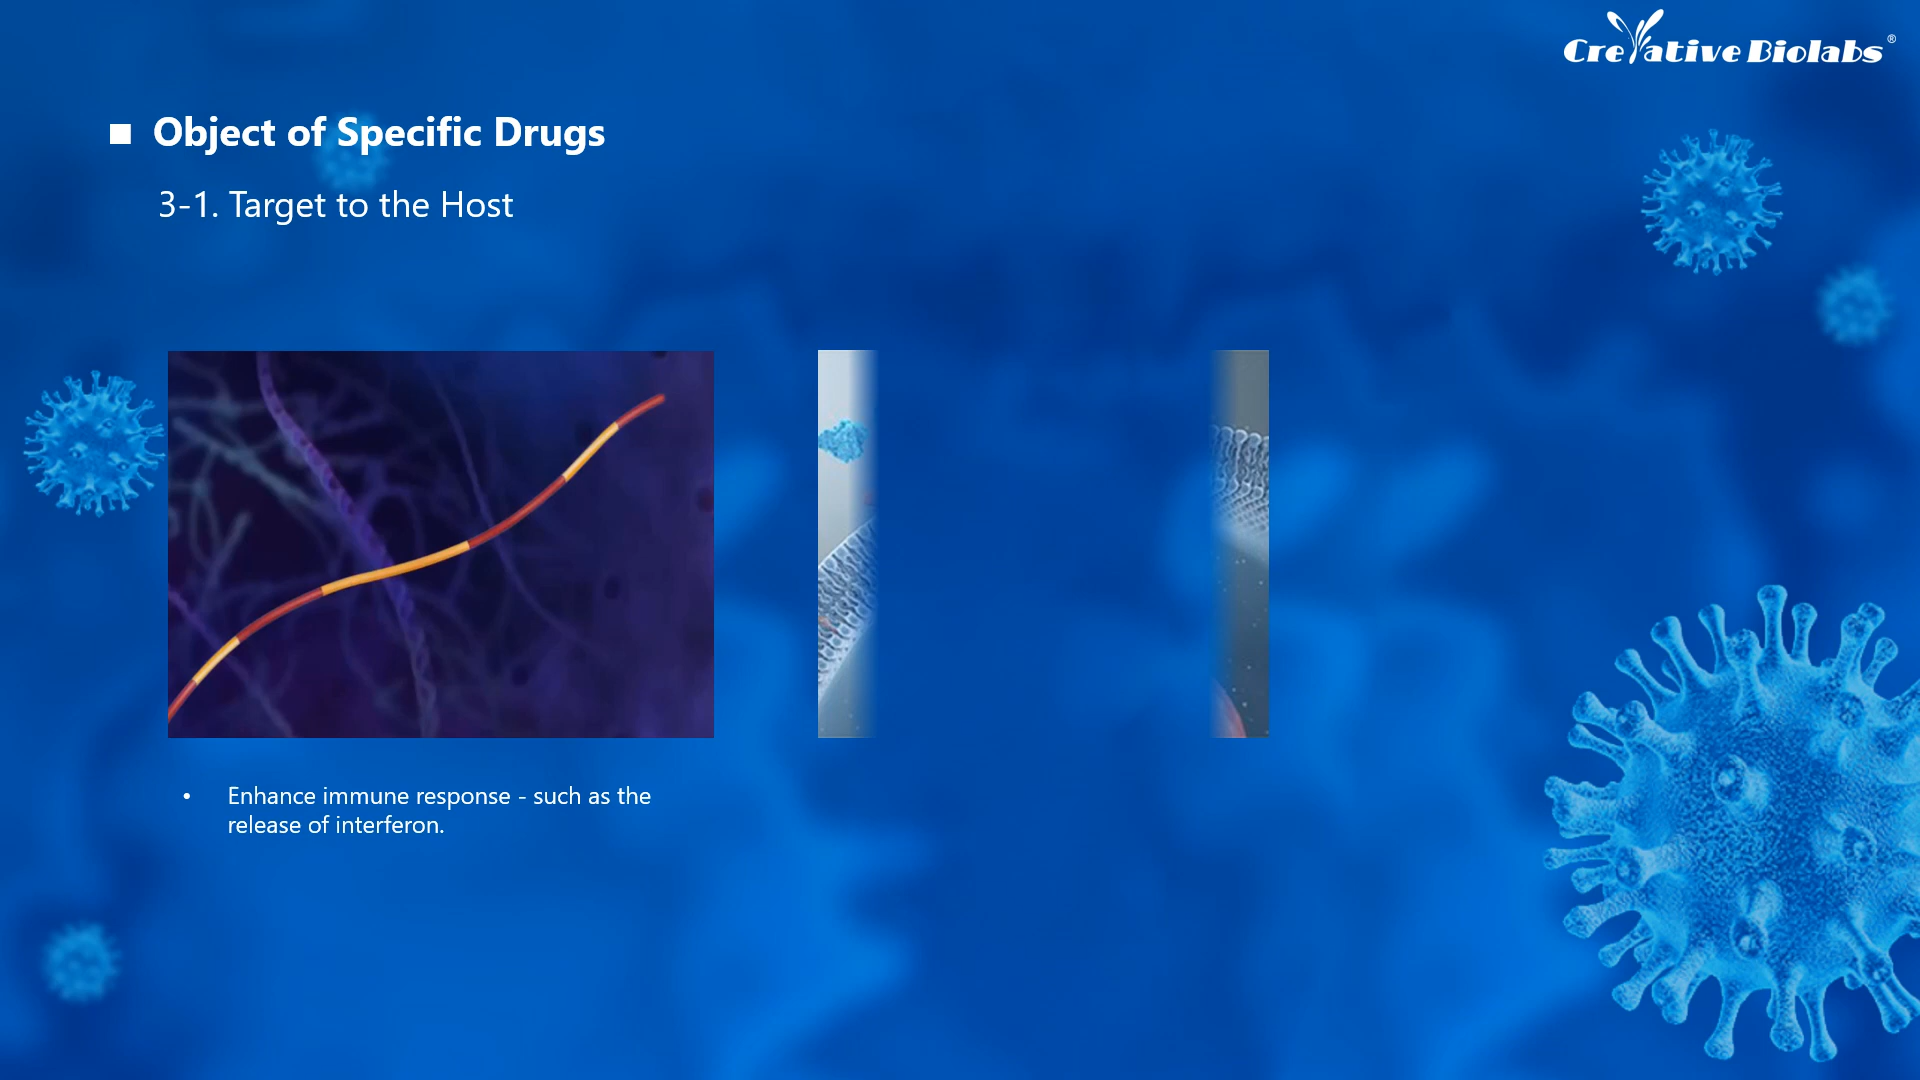 Creative Biolabs®
■ Object of Specific Drugs
3-1. Target to the Host
• Enhance immune response - such as the
release of interferon.